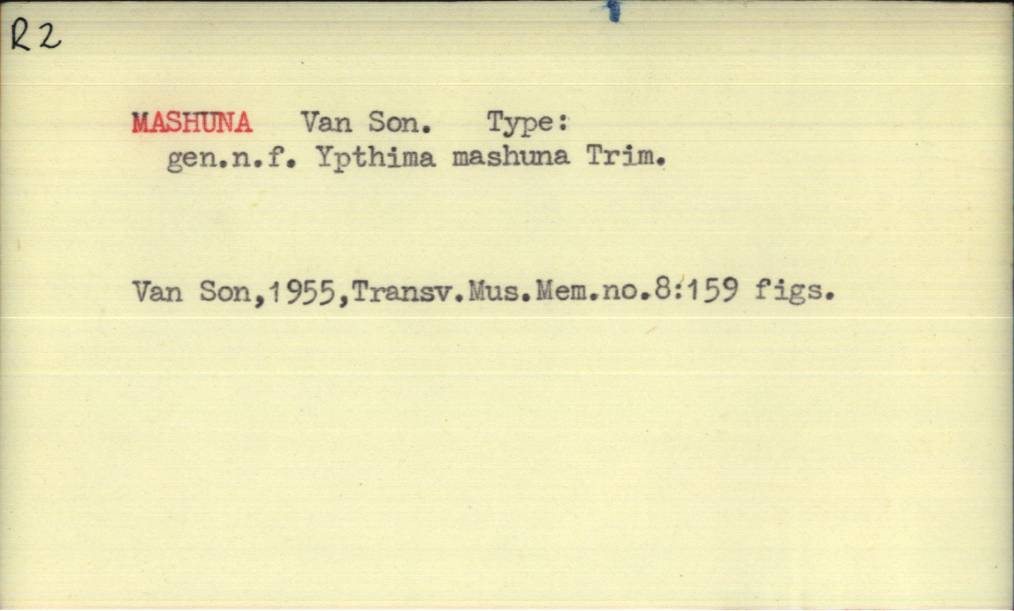 R2
MASHUNA Van Son. Type:
gen.n.f. Ypthima mashuna Trim.
Van Son,1955,Transv.Mus.Mem.no.8:159 figs.